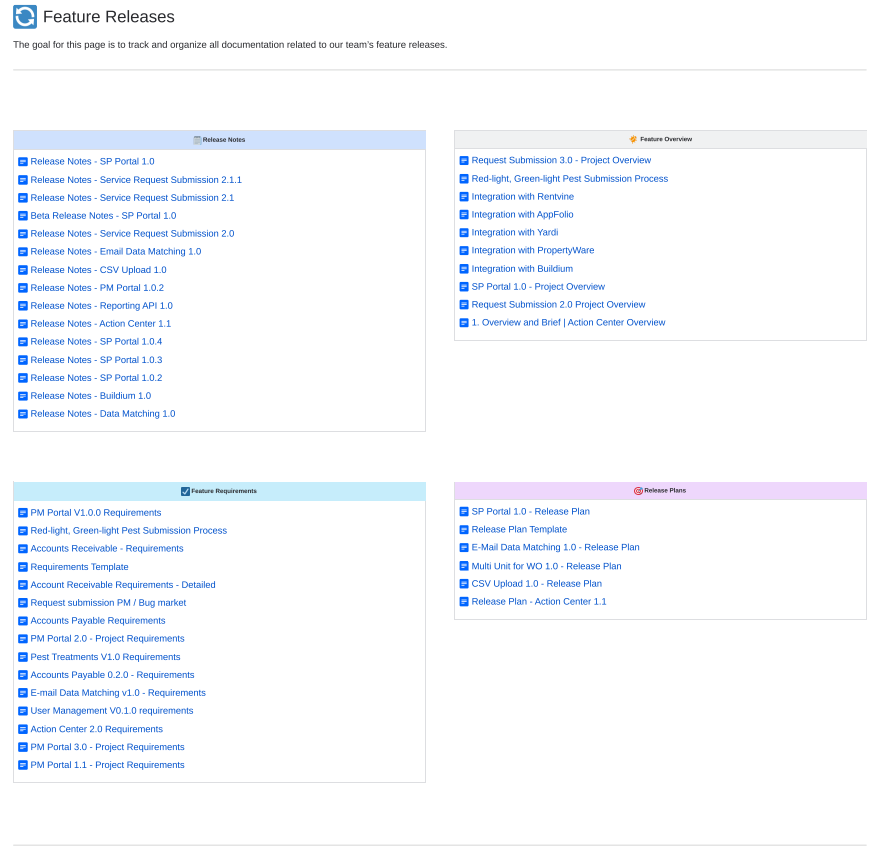 Feature Releases
The goal for this page is to track and organize all documentation related to our team's feature releases.
Release Notes
Release Notes - SP Portal 1.0
Release Notes - Service Request Submission 2.1.1
Release Notes - Service Request Submission 2.1
Beta Release Notes - SP Portal 1.0
Release Notes - Service Request Submission 2.0
Release Notes - Email Data Matching 1.0
Release Notes - CSV Upload 1.0
Release Notes - PM Portal 1.0.2
Release Notes - Reporting API 1.0
Release Notes - Action Center 1.1
Release Notes - SP Portal 1.0.4
Release Notes - SP Portal 1.0.3
Release Notes - SP Portal 1.0.2
Release Notes - Buildium 1.0
Release Notes - Data Matching 1.0
Feature Overview
Request Submission 3.0 - Project Overview
Red-light, Green-light Pest Submission Process
Integration with Rentvine
Integration with AppFolio
Integration with Yardi
Integration with PropertyWare
Integration with Buildium
SP Portal 1.0 - Project Overview
Request Submission 2.0 Project Overview
1. Overview and Brief | Action Center Overview
Feature Requirements
PM Portal V1.0.0 Requirements
Red-light, Green-light Pest Submission Process
Accounts Receivable - Requirements
Requirements Template
Account Receivable Requirements - Detailed
Request submission PM / Bug market
Accounts Payable Requirements
PM Portal 2.0 - Project Requirements
Pest Treatments V1.0 Requirements
Accounts Payable 0.2.0 - Requirements
E-mail Data Matching v1.0 - Requirements
User Management V0.1.0 requirements
Action Center 2.0 Requirements
PM Portal 3.0 - Project Requirements
PM Portal 1.1 - Project Requirements
Release Plans
SP Portal 1.0 - Release Plan
Release Plan Template
E-Mail Data Matching 1.0 - Release Plan
Multi Unit for WO 1.0 - Release Plan
CSV Upload 1.0 - Release Plan
Release Plan - Action Center 1.1